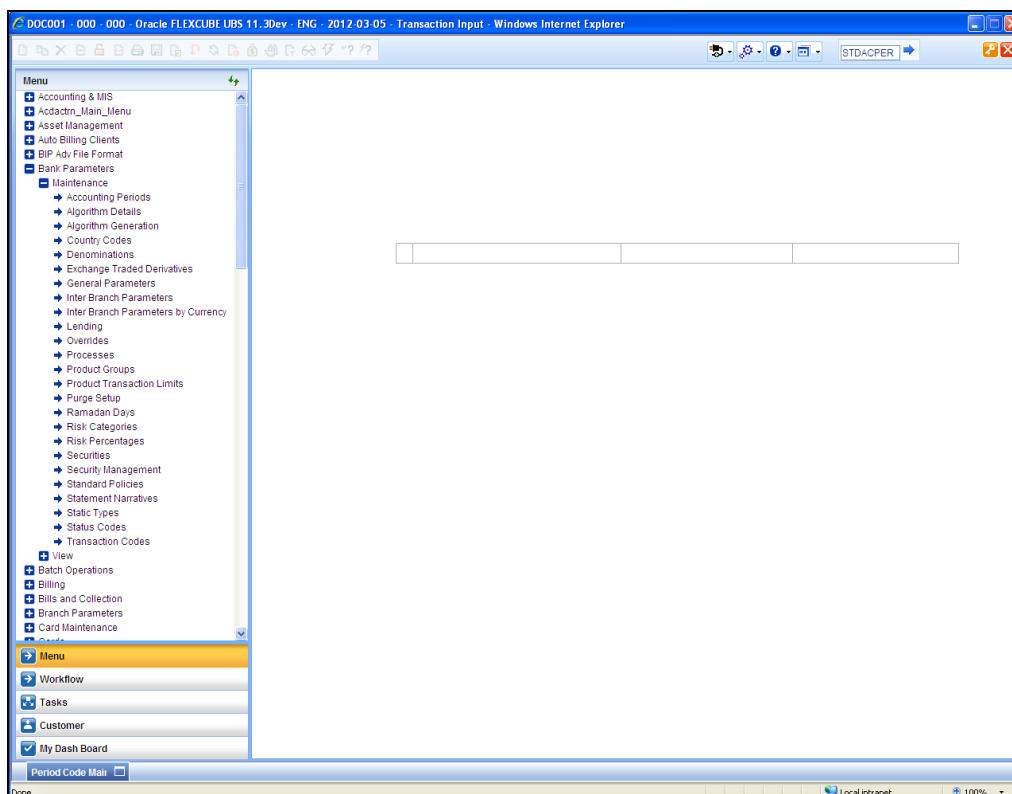 DOC001 - 000 - 000 - Oracle FLEXCUBE UBS 11.3Dev - ENG - 2012-03-05 - Transaction Input - Windows Internet Explorer
STDACPER
Menu
Accounting & MIS
Acdactrn_Main_Menu
Asset Management
Auto Billing Clients
BIP Adv File Format
Bank Parameters
Maintenance
Accounting Periods
Algorithm Details
Algorithm Generation
Country Codes
Denominations
Exchange Traded Derivatives
General Parameters
Inter Branch Parameters
Inter Branch Parameters by Currency
Lending
Overrides
Processes
Product Groups
Product Transaction Limits
Purge Setup
Ramadan Days
Risk Categories
Risk Percentages
Securities
Security Management
Standard Policies
Statement Narratives
Static Types
Status Codes
Transaction Codes
View
Batch Operations
Billing
Bills and Collection
Branch Parameters
Card Maintenance
Menu
Workflow
Tasks
Customer
My Dash Board
Period Code Mair
Done
Local intranet
100%